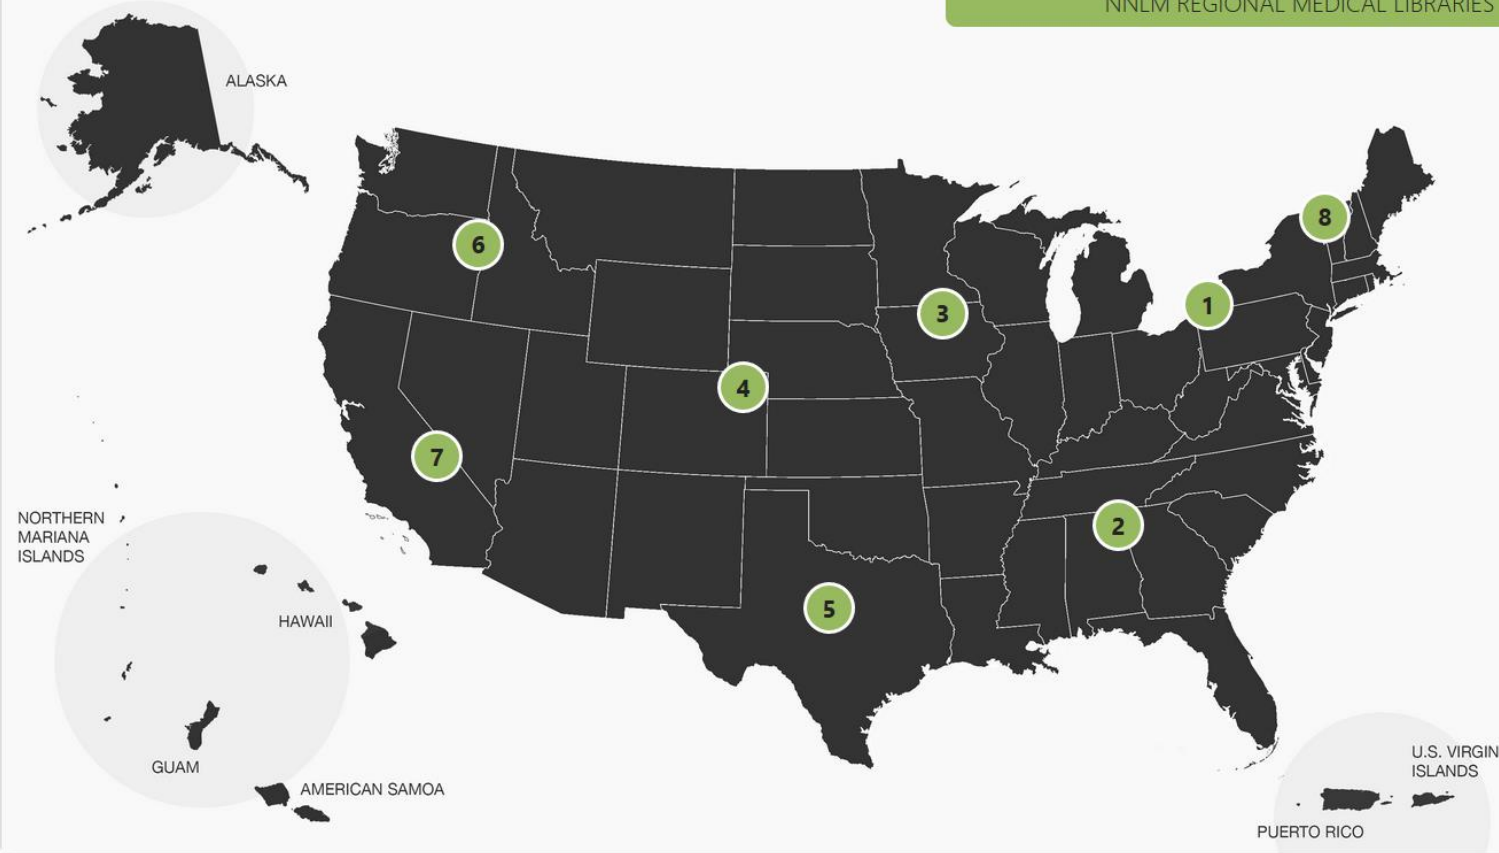 NNLM REGIONAL MEDICAL LIBRARIES
ALASKA
8
6
1
3
4
7
NORTHERN
MARIANA
ISLANDS
2
5
HAWAII
GUAM
AMERICAN SAMOA
U.S. VIRGIN
ISLANDS
PUERTO RICO